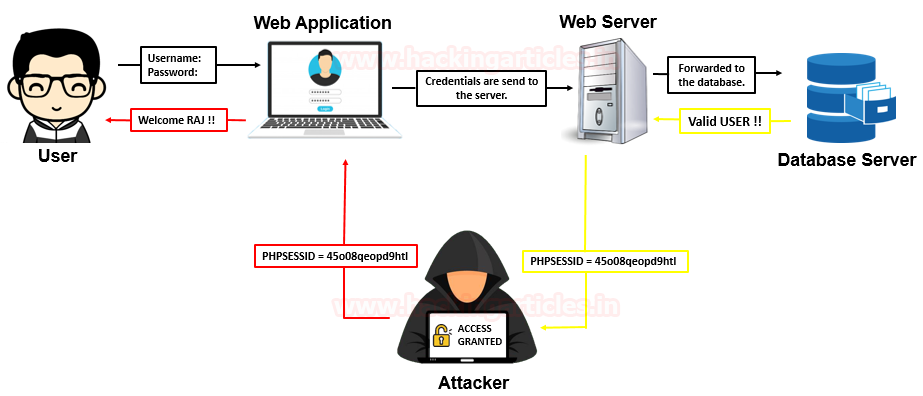 Web Application
Web Server
www.hackingarticles.in
Username:
Password:
Credentials are send to
the server.
Forwarded to
the database.
Login
Welcome RAJ !!
Valid USER !!
User
Database Server
PHPSESSID = 45o08qeopd9htl
PHPSESSID = 45o08qeopd9htl
www.hackingarticles.in
ACCESS
GRANTED
Attacker